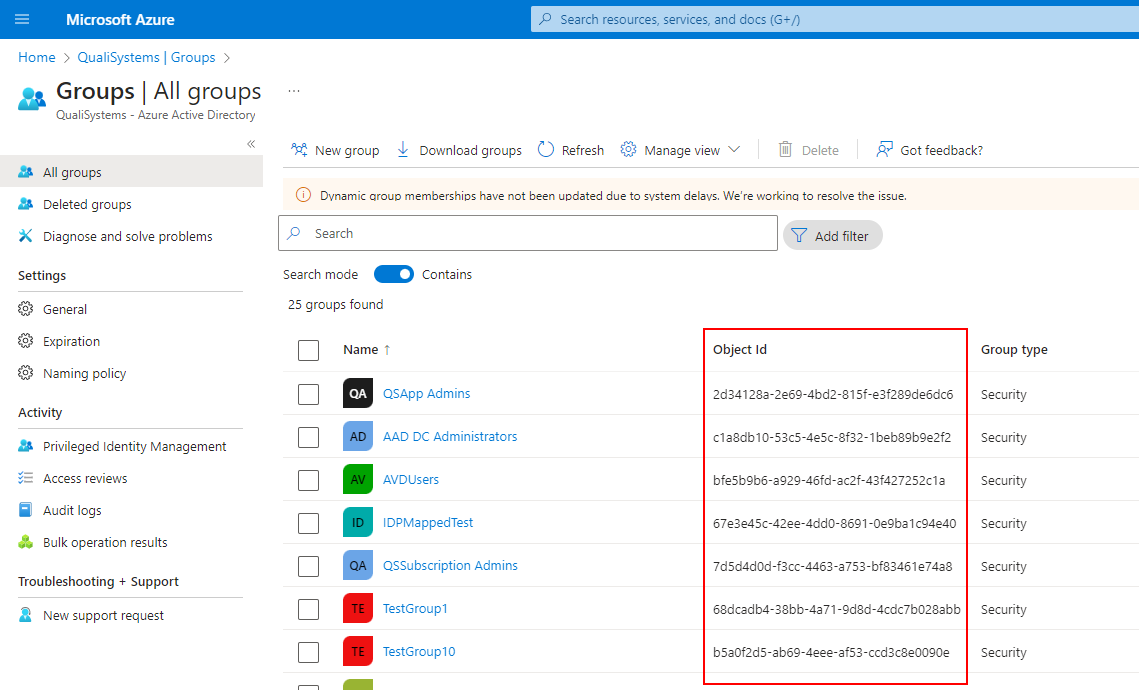 Microsoft Azure
Search resources, services, and docs (G+/)
Home > QualiSystems | Groups >
Groups | All groups ...
QualiSystems - Azure Active Directory
«
All groups
Deleted groups
Diagnose and solve problems
Settings
General
Expiration
Naming policy
Activity
Privileged Identity Management
Access reviews
Audit logs
Bulk operation results
Troubleshooting + Support
New support request
New group Download groups Refresh Manage view Delete Got feedback?
Dynamic group memberships have not been updated due to system delays. We're working to resolve the issue.
Search Add filter
Search mode Contains
25 groups found
Name ↑ Object Id Group type
QA QSApp Admins 2d34128a-2e69-4bd2-815f-e3f289de6dc6 Security
AD AAD DC Administrators c1a8db10-53c5-4e5c-8f32-1beb89b9e2f2 Security
AV AVDUsers bfe5b9b6-a929-46fd-ac2f-43f427252c1a Security
ID IDPMappedTest 67e3e45c-42ee-4dd0-8691-0e9ba1c94e40 Security
QA QSSubscription Admins 7d5d4d0d-f3cc-4463-a753-bf83461e74a8 Security
TE TestGroup1 68dcadb4-38bb-4a71-9d8d-4cdc7b028abb Security
TE TestGroup10 b5a0f2d5-ab69-4eee-af53-ccd3c8e0090e Security